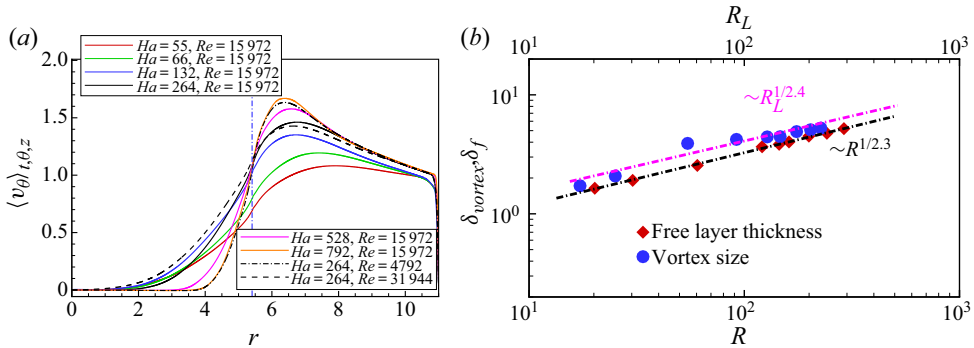 (a)
2.0
1.5
1.0
0.5
0
⟨v_θ⟩_{t,θ,z}
Ha = 55, Re = 15 972
Ha = 66, Re = 15 972
Ha = 132, Re = 15 972
Ha = 264, Re = 15 972
Ha = 528, Re = 15 972
Ha = 792, Re = 15 972
Ha = 264, Re = 4792
Ha = 264, Re = 31 944
0 2 4 6 8 10
r
(b)
R_L
10^1 10^2 10^3
10^1
10^0
δ_vortex, δ_f
~R_L^{1/2.4}
~R^{1/2.3}
Free layer thickness
Vortex size
10^1 10^2 10^3
R